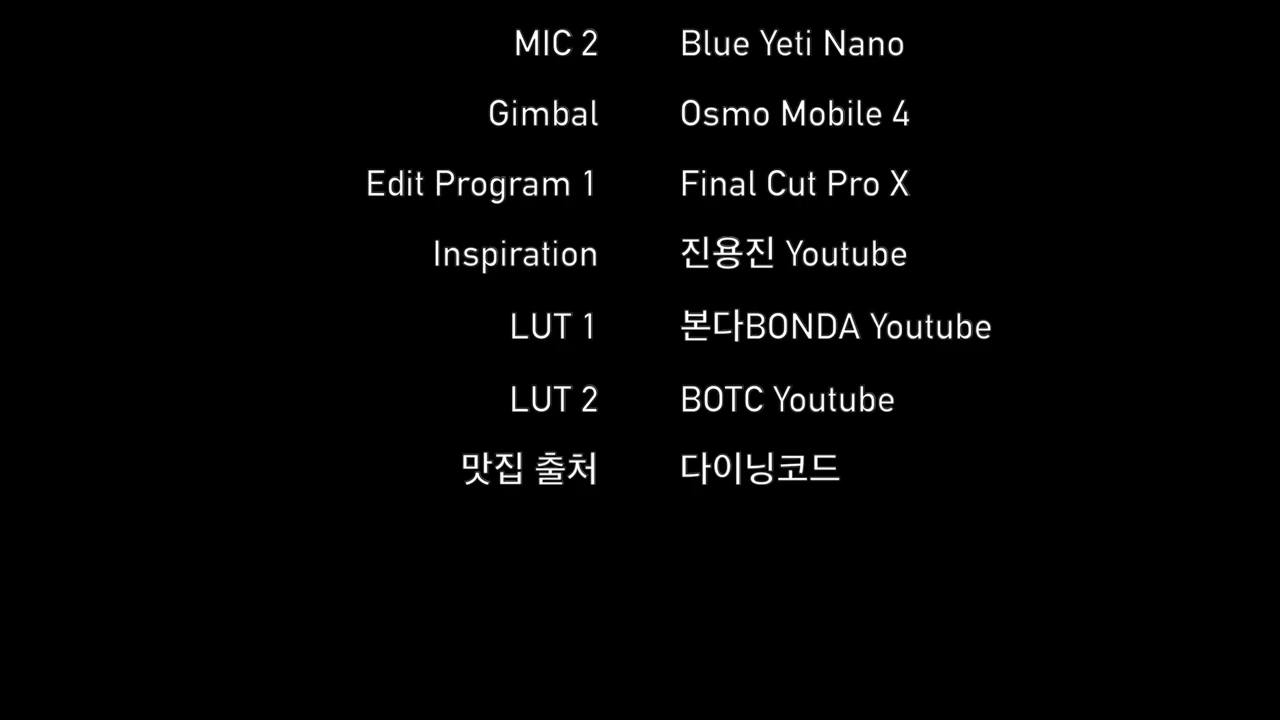 MIC 2 Blue Yeti Nano
Gimbal Osmo Mobile 4
Edit Program 1 Final Cut Pro X
Inspiration 진용진 Youtube
LUT 1 본다BONDA Youtube
LUT 2 BOTC Youtube
맛집 출처 다이닝코드